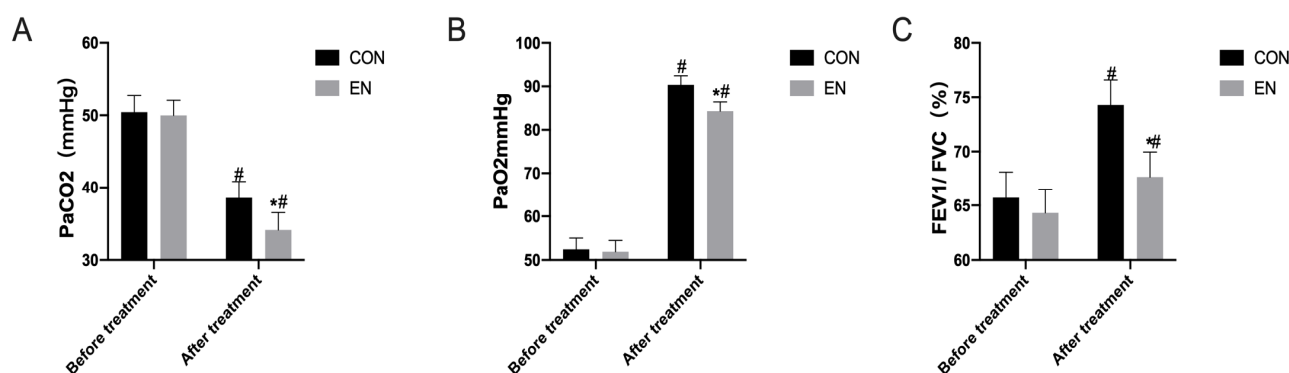 A
PaCO2 (mmHg)
60
50
40
30
#
*#
Before treatment
After treatment
CON
EN
B
PaO2mmHg
100
90
80
70
60
50
#
*#
Before treatment
After treatment
CON
EN
C
FEV1/ FVC (%)
80
75
70
65
60
#
*#
Before treatment
After treatment
CON
EN